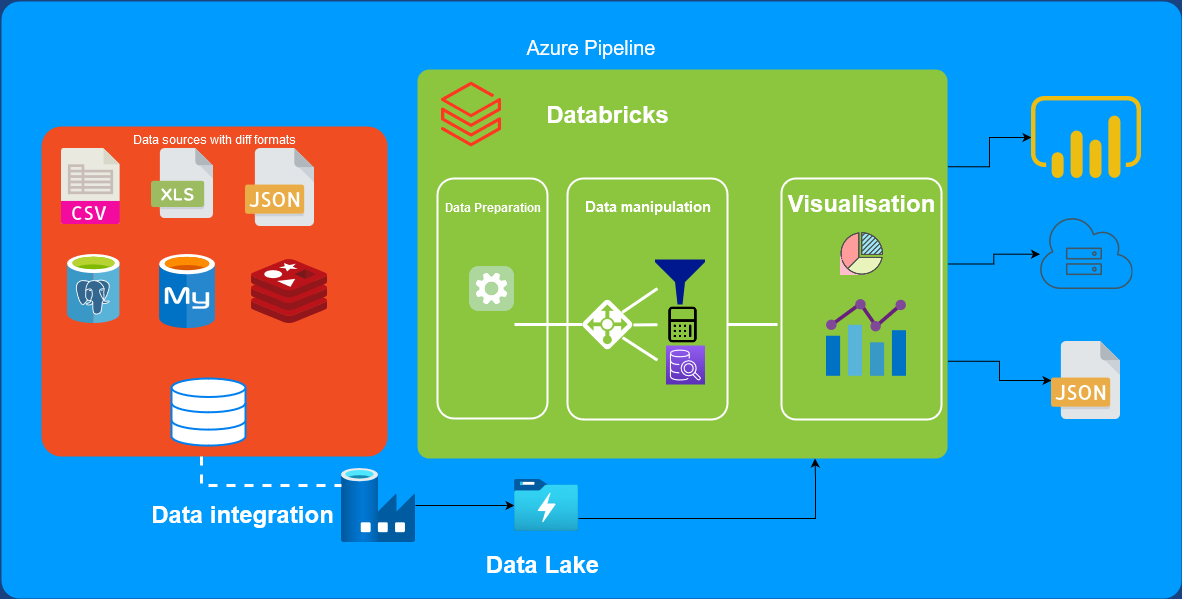 Azure Pipeline
Databricks
Data sources with diff formats
CSV
XLS
JSON
My
Data Preparation
Data manipulation
Visualisation
JSON
Data integration
Data Lake